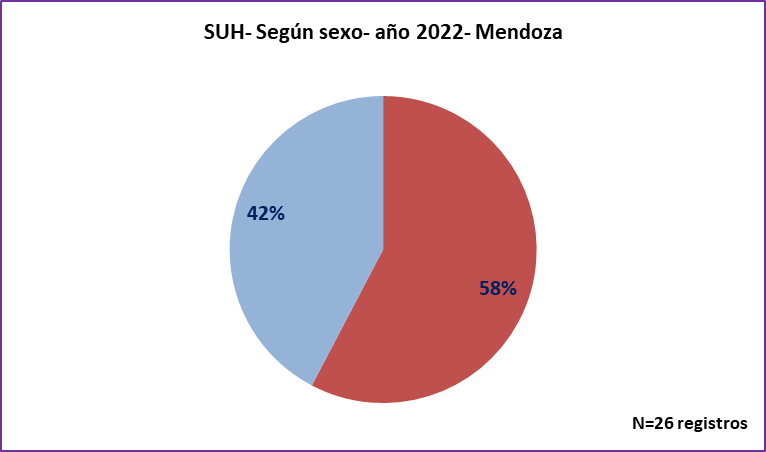 SUH- Según sexo- año 2022- Mendoza
42%
58%
N=26 registros